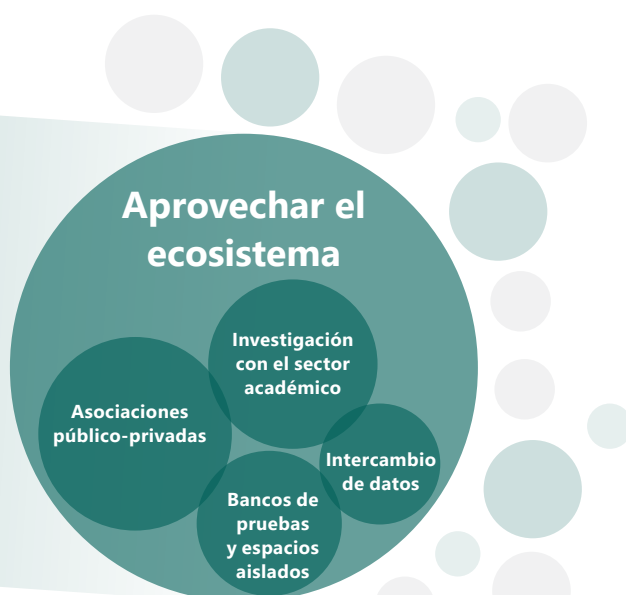 Aprovechar el
ecosistema
Investigación
con el sector
académico
Asociaciones
público-privadas
Intercambio
de datos
Bancos de
pruebas
y espacios
aislados